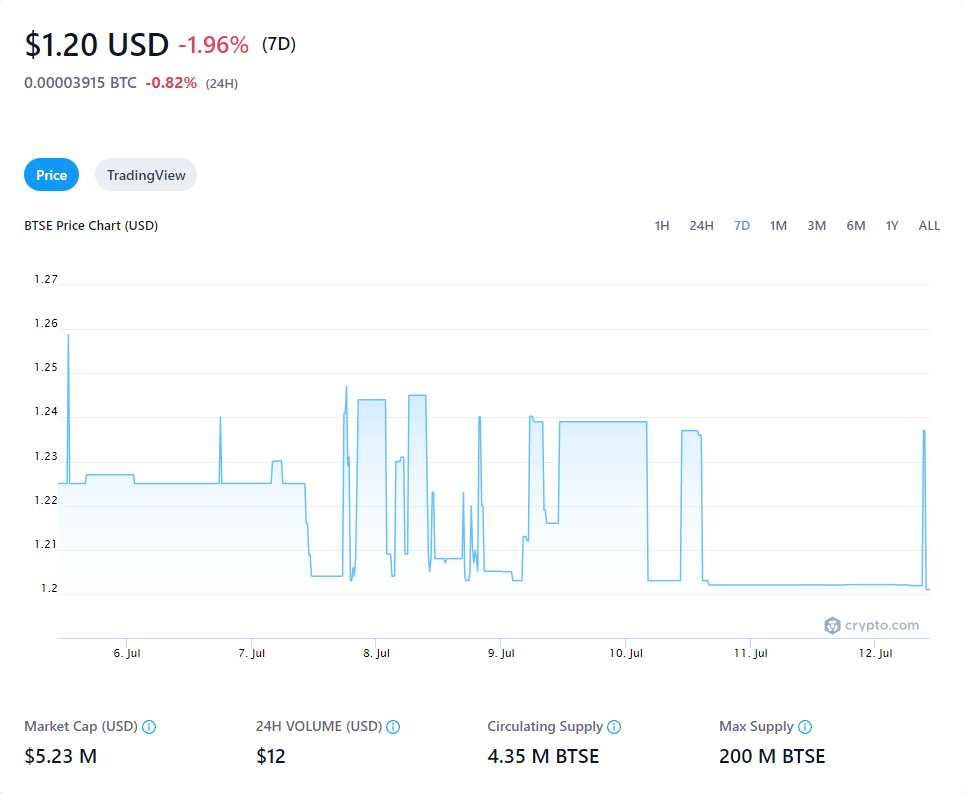 $1.20 USD -1.96% (7D)
0.00003915 BTC -0.82% (24H)
Price TradingView
BTSE Price Chart (USD)
1H 24H 7D 1M 3M 6M 1Y ALL
1.27
1.26
1.25
1.24
1.23
1.22
1.21
1.2
crypto.com
6. Jul 7. Jul 8. Jul 9. Jul 10. Jul 11. Jul 12. Jul
Market Cap (USD) 24H VOLUME (USD) Circulating Supply Max Supply
$5.23 M $12 4.35 M BTSE 200 M BTSE